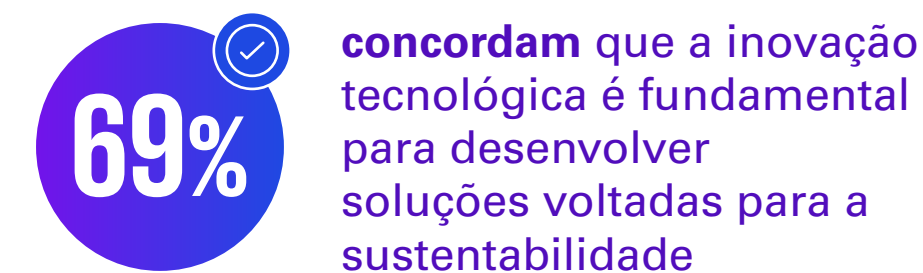 69%
concordam que a inovação
tecnológica é fundamental
para desenvolver
soluções voltadas para a
sustentabilidade